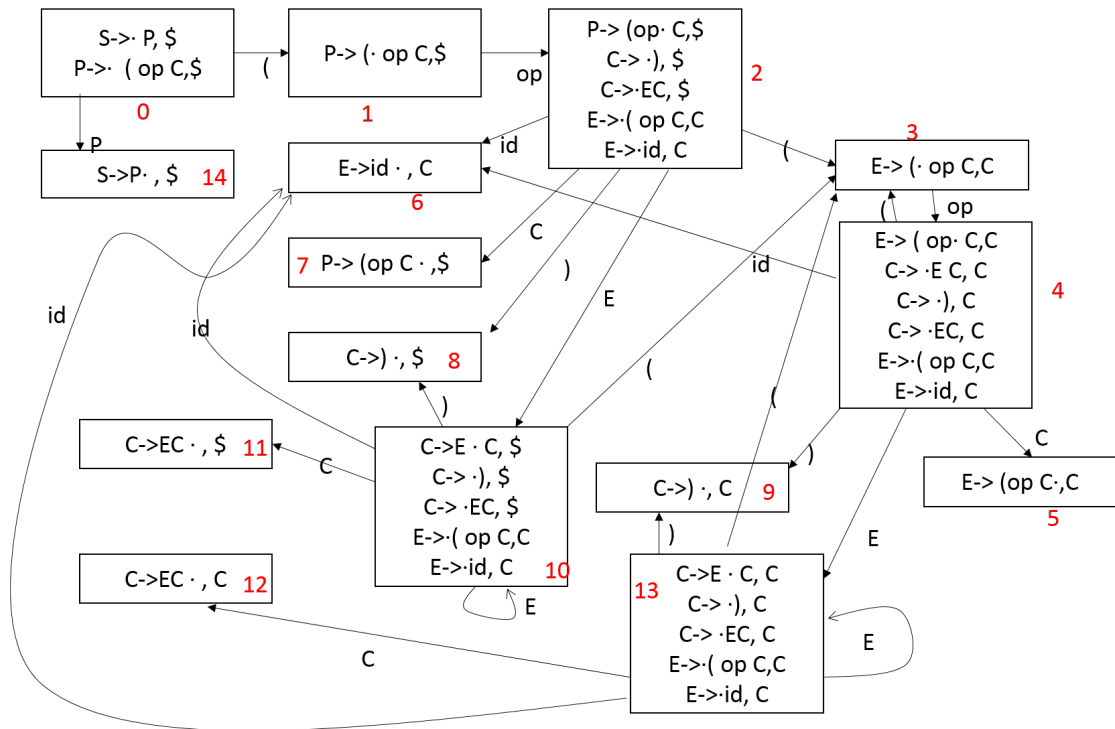 S->· P, $
P->· ( op C,$
0
(
P-> (· op C,$
1
op
P-> (op· C,$
C-> ·), $
C->·EC, $
E->·( op C,C
E->·id, C
2
P
S->P· , $
14
id
E->id · , C
6
(
3
E-> (· op C,C
(
op
C
7
P-> (op C · ,$
)
E
id
E-> ( op· C,C
C-> ·E C, C
C-> ·), C
C-> ·EC, C
E->·( op C,C
E->·id, C
4
id
id
C->) · , $
8
)
(
(
C->EC · , $
11
C
C->E · C, $
C-> ·), $
C-> ·EC, $
E->·( op C,C
E->·id, C
10
E
)
C
E-> (op C·,C
5
C->) · , C
9
)
E
C->EC · , C
12
C
13
C->E · C, C
C-> ·), C
C-> ·EC, C
E->·( op C,C
E->·id, C
E